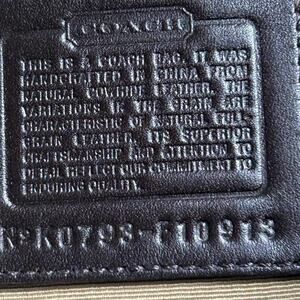 COACH
THIS IS A COACH BAG. IT WAS
HANDCRAFTED IN CHINA FROM
NATURAL COWHIDE LEATHER. THE
VARIATIONS IN THE GRAIN ARE
CHARACTERISTIC OF NATURAL FULL-
GRAIN LEATHER. ITS SUPERIOR
CRAFTSMANSHIP AND ATTENTION TO
DETAIL REFLECT OUR COMMITMENT TO
ENDURING QUALITY.
Nº K0793-F10913